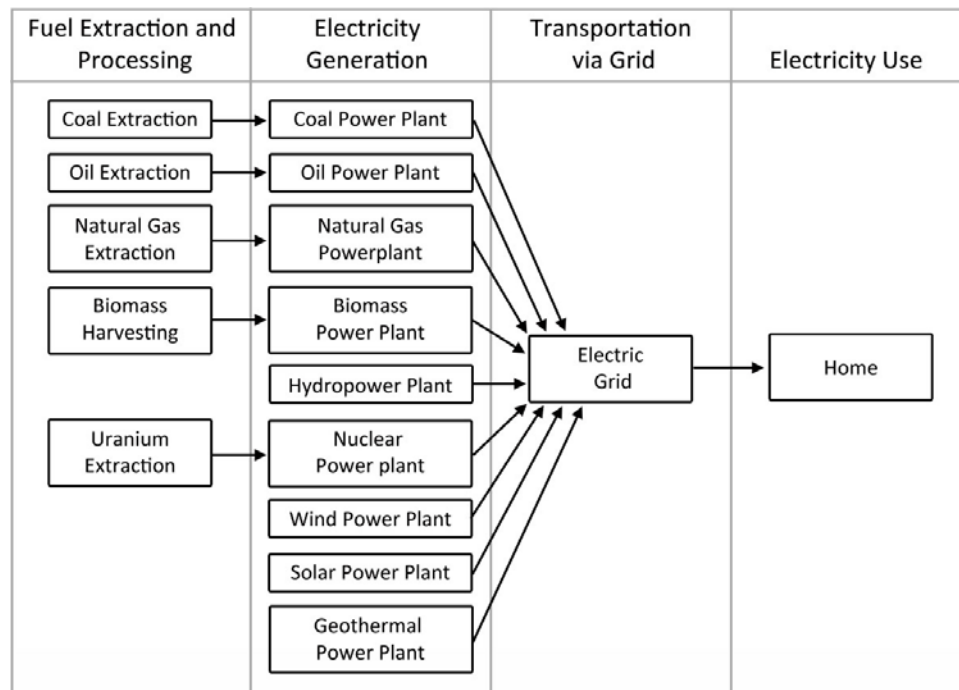 Fuel Extraction and
Processing
Electricity
Generation
Transportation
via Grid
Electricity Use
Coal Extraction
Coal Power Plant
Oil Extraction
Oil Power Plant
Natural Gas
Extraction
Natural Gas
Powerplant
Biomass
Harvesting
Biomass
Power Plant
Electric
Grid
Home
Hydropower Plant
Uranium
Extraction
Nuclear
Power plant
Wind Power Plant
Solar Power Plant
Geothermal
Power Plant